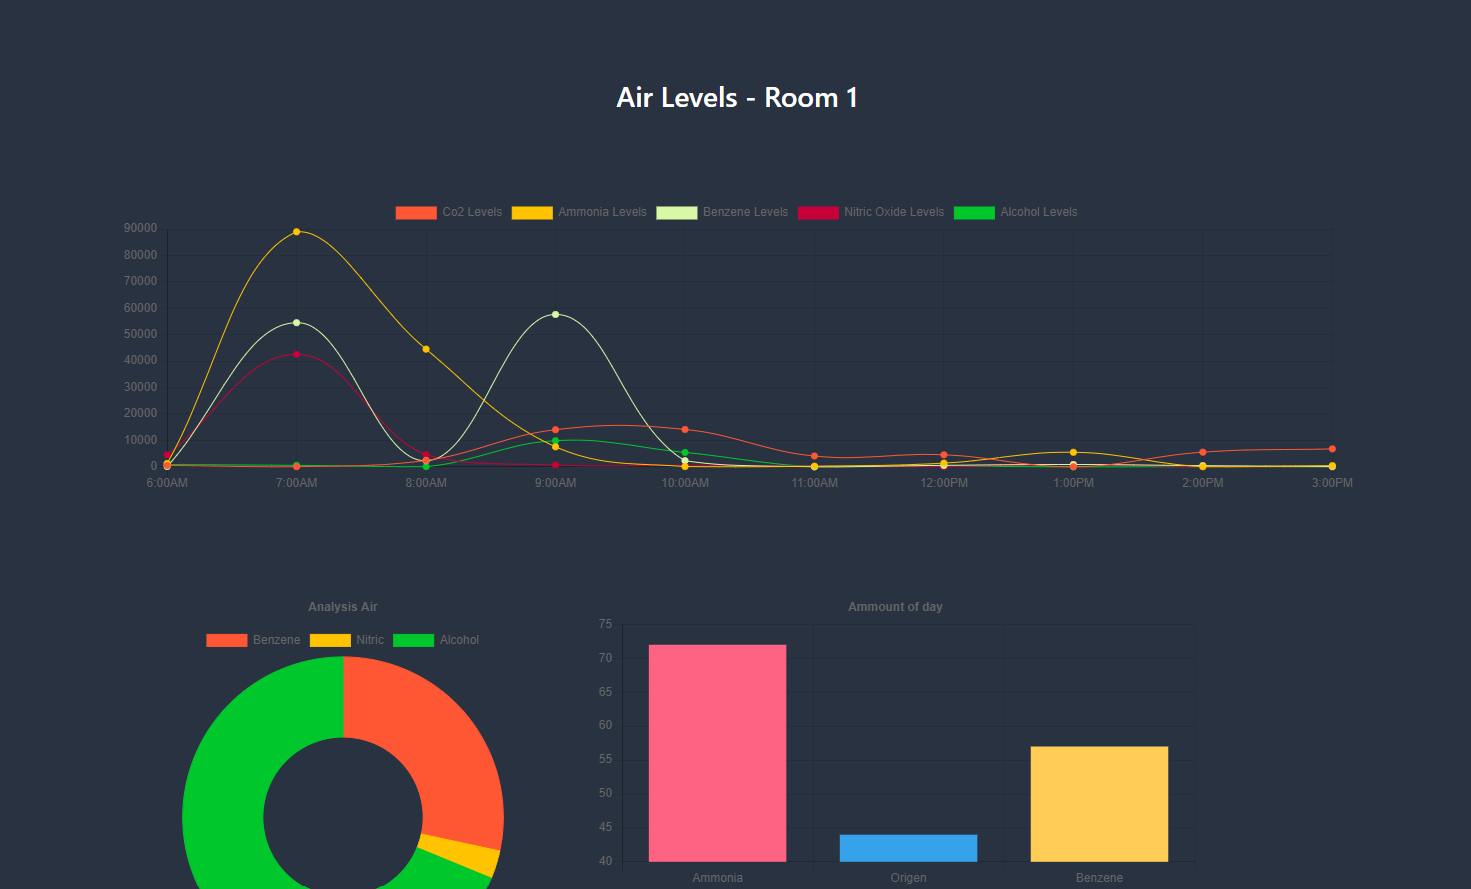 Air Levels - Room 1
Co2 Levels Ammonia Levels Benzene Levels Nitric Oxide Levels Alcohol Levels
90000
80000
70000
60000
50000
40000
30000
20000
10000
0
6:00AM 7:00AM 8:00AM 9:00AM 10:00AM 11:00AM 12:00PM 1:00PM 2:00PM 3:00PM
Analysis Air
Benzene Nitric Alcohol
Ammount of day
75
70
65
60
55
50
45
40
Ammonia Origen Benzene